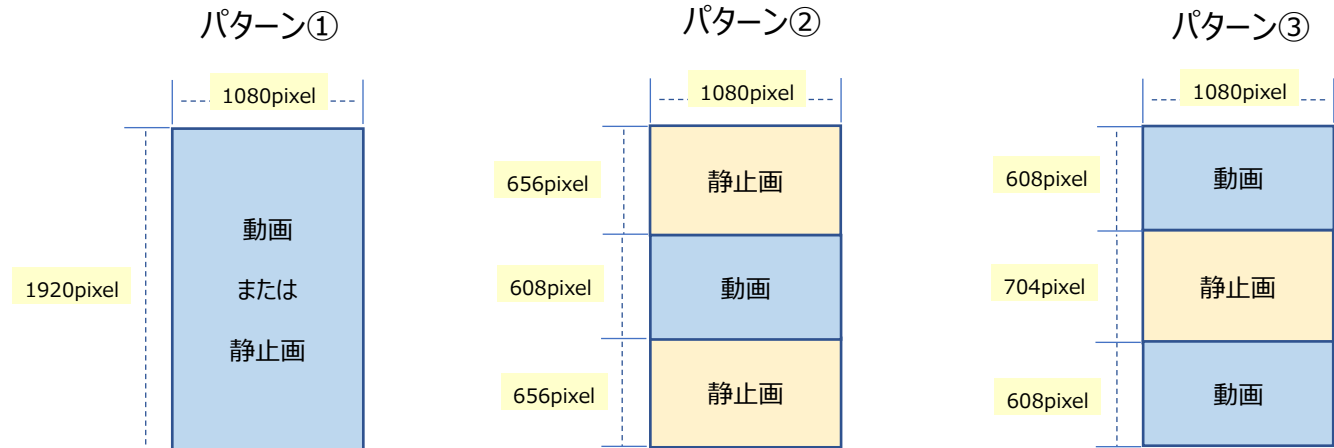 パターン①
1080pixel
1920pixel
動画
または
静止画
パターン②
1080pixel
656pixel
静止画
608pixel
動画
656pixel
静止画
パターン③
1080pixel
608pixel
動画
704pixel
静止画
608pixel
動画